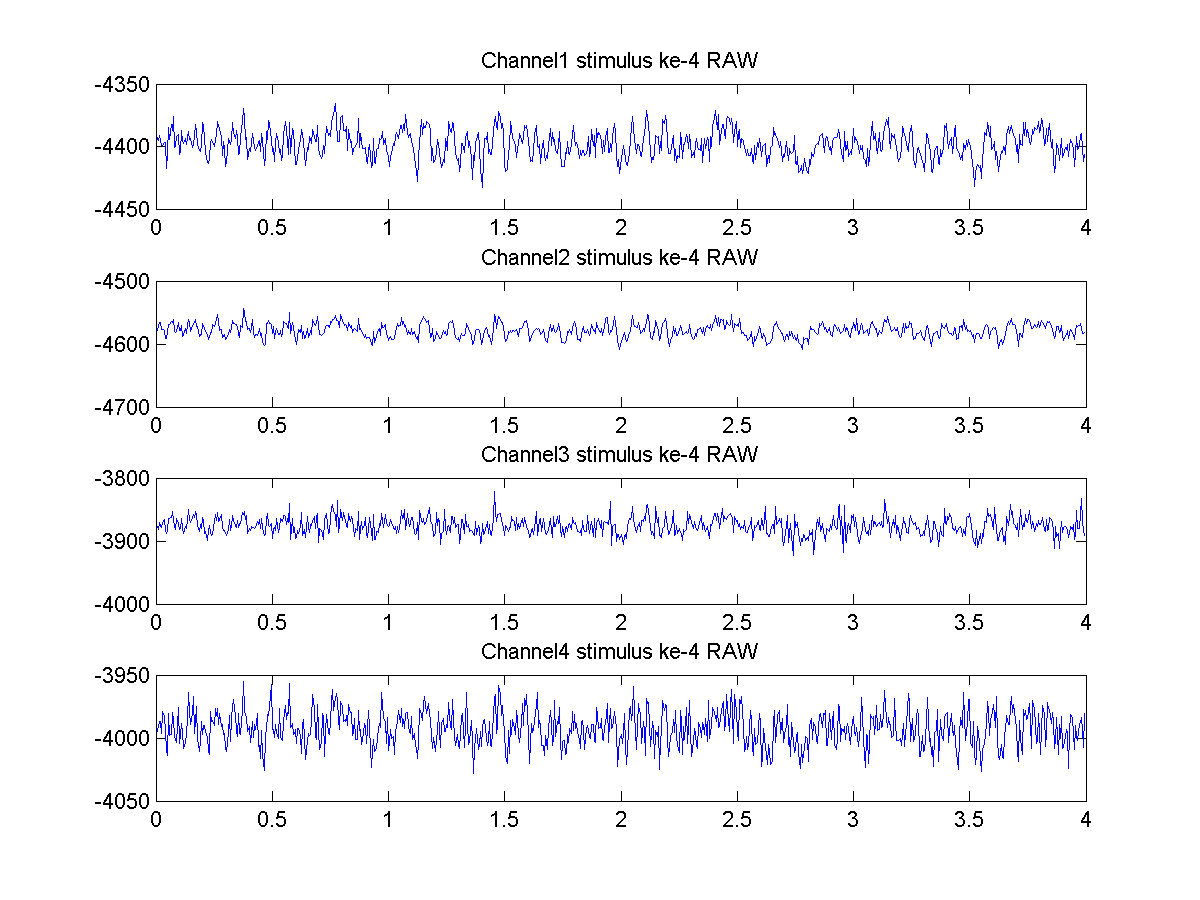 Channel1 stimulus ke-4 RAW
-4350
-4400
-4450
0 0.5 1 1.5 2 2.5 3 3.5 4
Channel2 stimulus ke-4 RAW
-4500
-4600
-4700
0 0.5 1 1.5 2 2.5 3 3.5 4
Channel3 stimulus ke-4 RAW
-3800
-3900
-4000
0 0.5 1 1.5 2 2.5 3 3.5 4
Channel4 stimulus ke-4 RAW
-3950
-4000
-4050
0 0.5 1 1.5 2 2.5 3 3.5 4